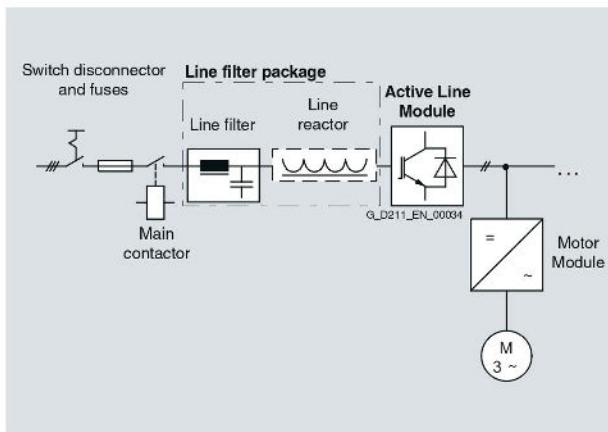 Switch disconnector
and fuses
Line filter package
Line filter
Line
reactor
Active Line
Module
G_D211_EN_00034
Main
contactor
...
=
~
Motor
Module
M
3 ~